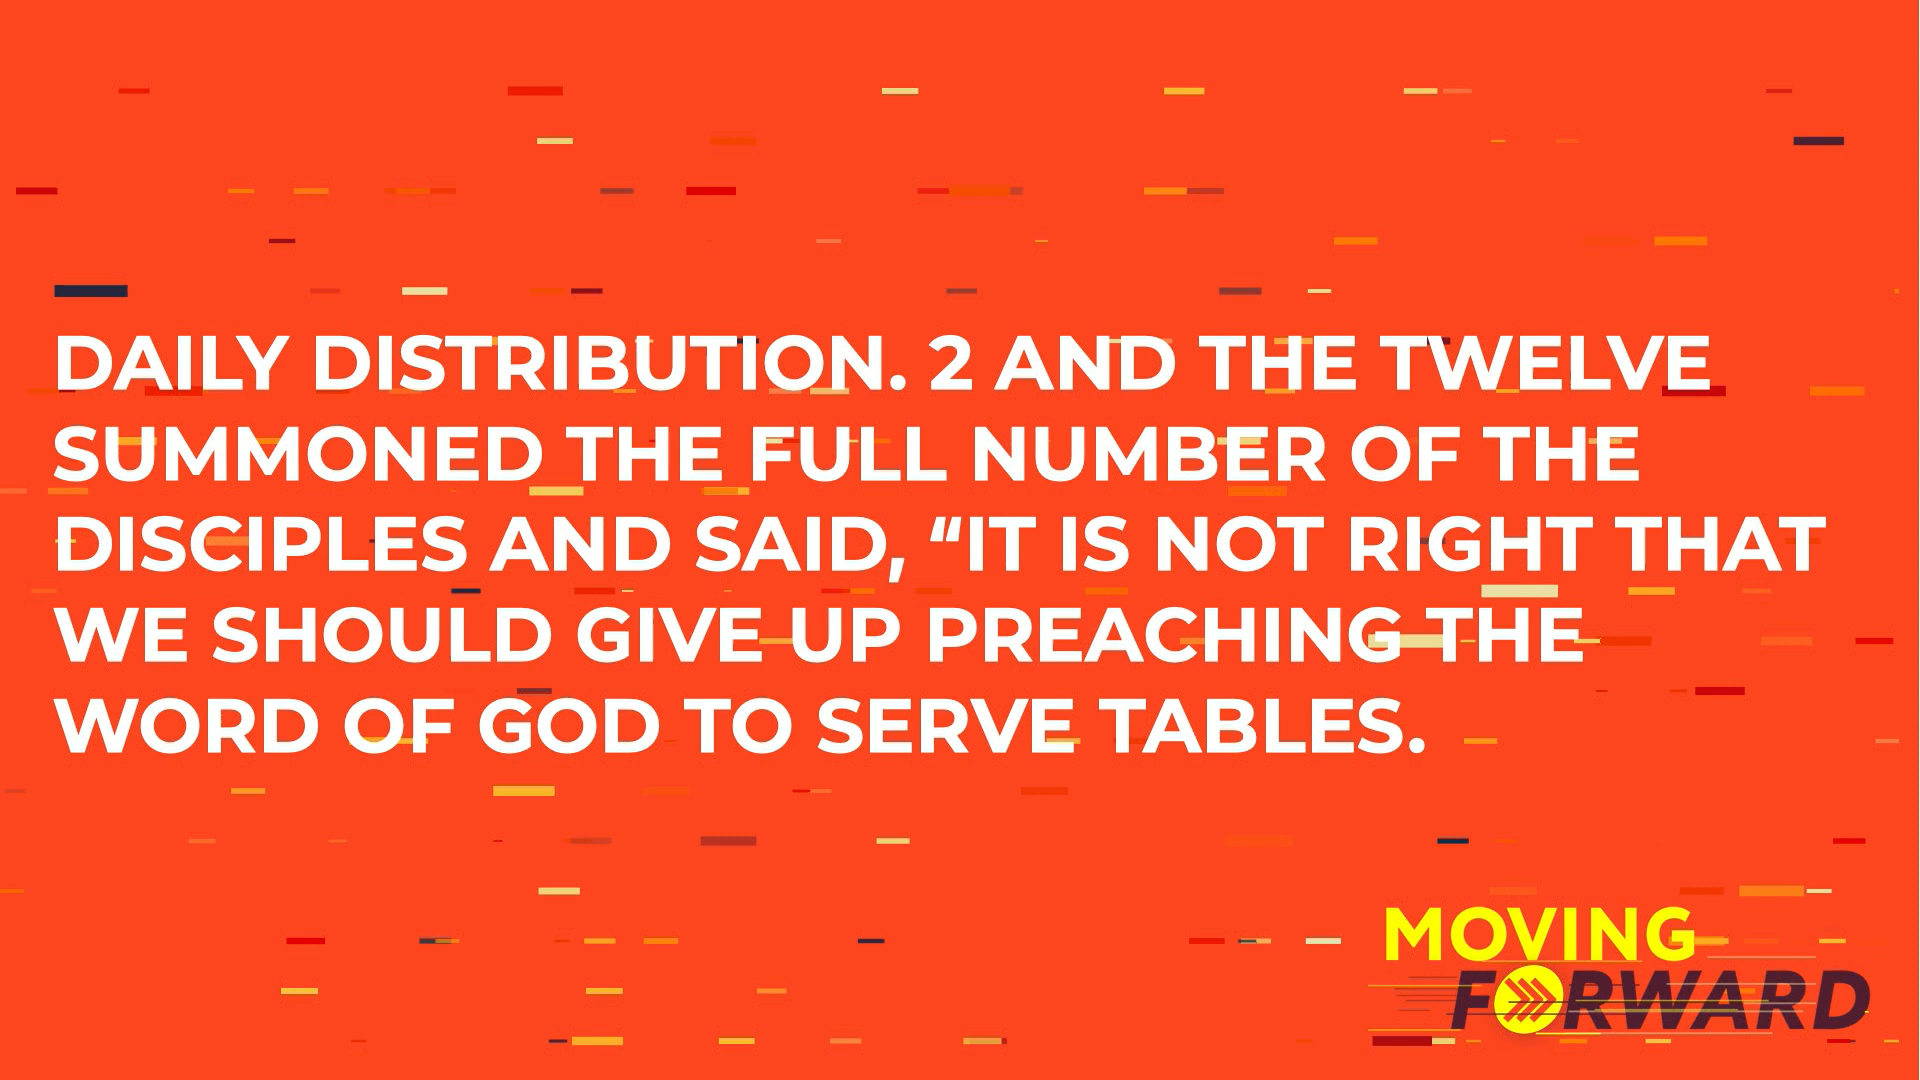 DAILY DISTRIBUTION. 2 AND THE TWELVE
SUMMONED THE FULL NUMBER OF THE
DISCIPLES AND SAID, “IT IS NOT RIGHT THAT
WE SHOULD GIVE UP PREACHING THE
WORD OF GOD TO SERVE TABLES.
MOVING
FORWARD